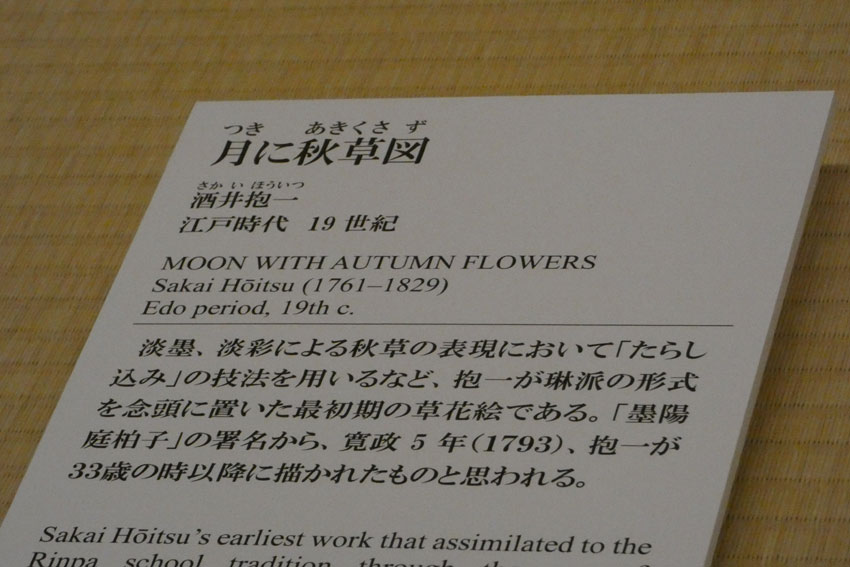 つき あきくさ ず
月に秋草図
さかい ほういつ
酒井抱一
江戸時代 19 世紀
MOON WITH AUTUMN FLOWERS
Sakai Hōitsu (1761–1829)
Edo period, 19th c.
淡墨、淡彩による秋草の表現において「たらし
込み」の技法を用いるなど、抱一が琳派の形式
を念頭に置いた最初期の草花絵である。「墨陽
庭柏子」の署名から、寛政 5 年(1793)、抱一が
33歳の時以降に描かれたものと思われる。
Sakai Hōitsu's earliest work that assimilated to the
Rinpa school tradition through